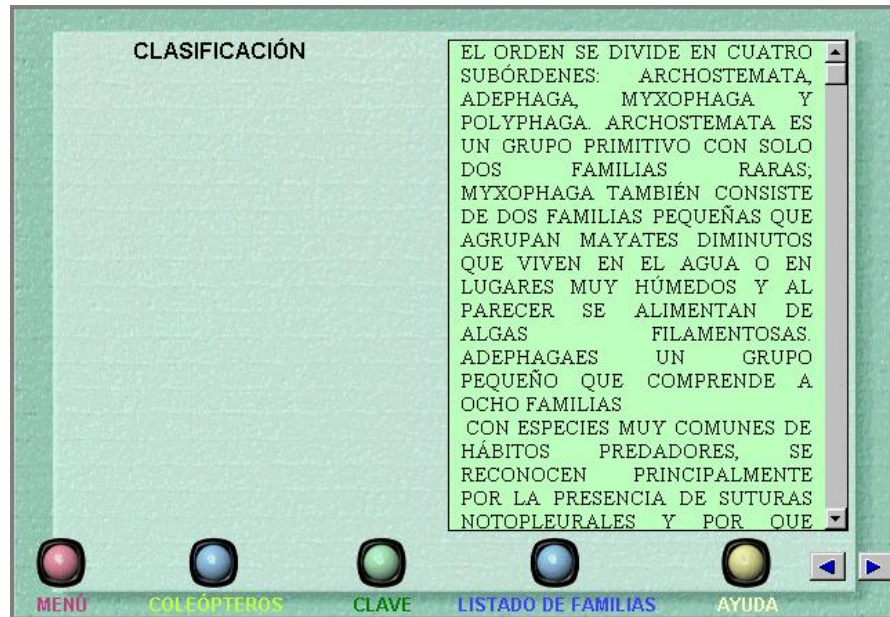 CLASIFICACIÓN
EL ORDEN SE DIVIDE EN CUATRO
SUBÓRDENES: ARCHOSTEMATA,
ADEPHAGA, MYXOPHAGA Y
POLYPHAGA. ARCHOSTEMATA ES
UN GRUPO PRIMITIVO CON SOLO
DOS FAMILIAS RARAS;
MYXOPHAGA TAMBIÉN CONSISTE
DE DOS FAMILIAS PEQUEÑAS QUE
AGRUPAN MAYATES DIMINUTOS
QUE VIVEN EN EL AGUA O EN
LUGARES MUY HÚMEDOS Y AL
PARECER SE ALIMENTAN DE
ALGAS FILAMENTOSAS.
ADEPHAGAES UN GRUPO
PEQUEÑO QUE COMPRENDE A
OCHO FAMILIAS
CON ESPECIES MUY COMUNES DE
HÁBITOS PREDADORES, SE
RECONOCEN PRINCIPALMENTE
POR LA PRESENCIA DE SUTURAS
NOTOPLEURALES Y POR QUE
MENÚ COLEÓPTEROS CLAVE LISTADO DE FAMILIAS AYUDA